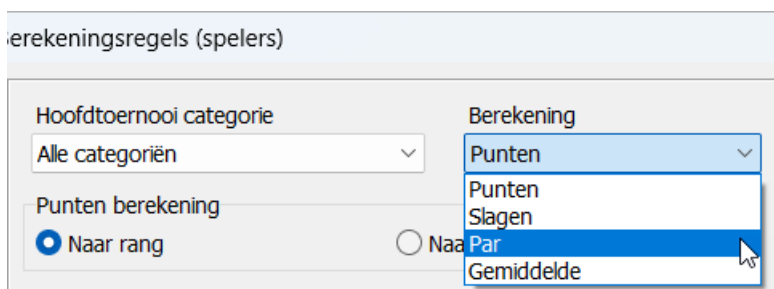 erekeningsregels (spelers)
Hoofdtoernooi categorie
Berekening
Alle categoriën
Punten
Punten
Slagen
Par
Gemiddelde
Punten berekening
Naar rang
Naa